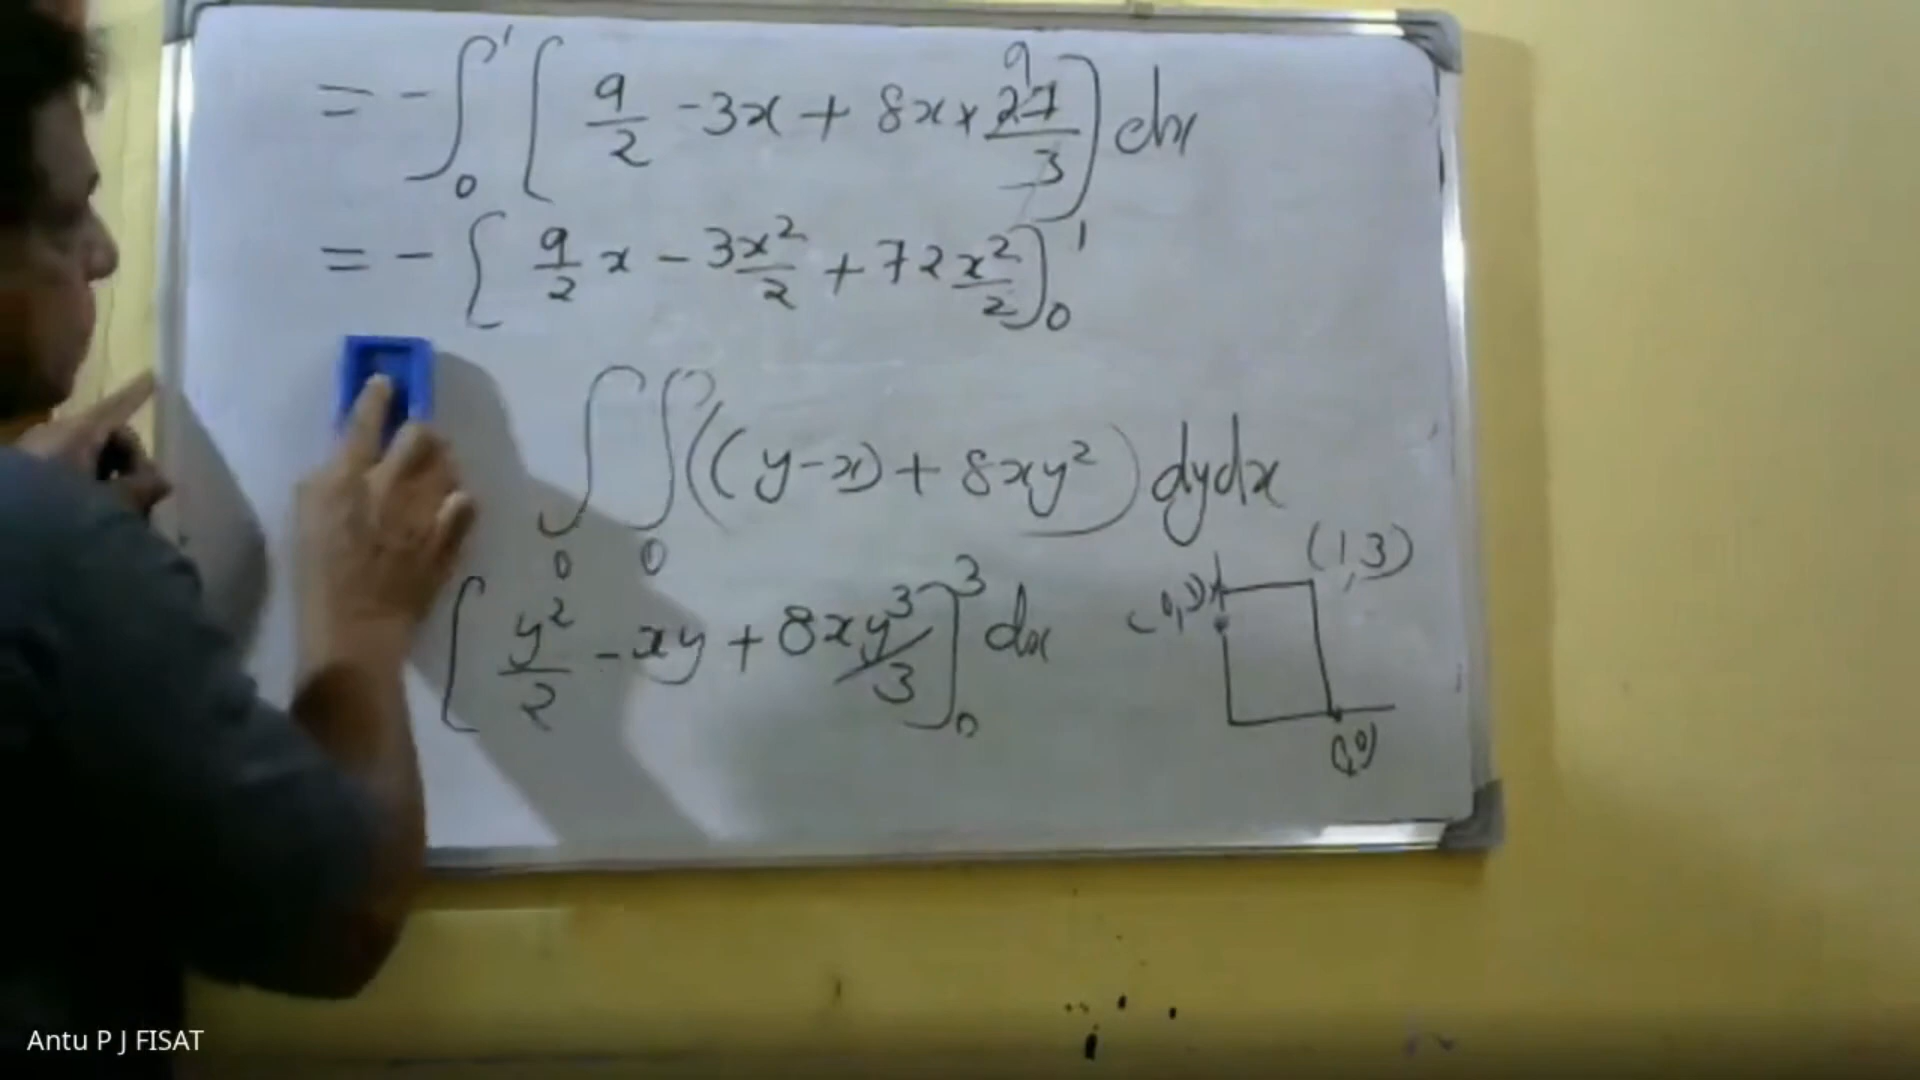 = - ∫₀¹ [ 9/2 - 3x + 8x × 27/3 ] dx 9
= - [ 9/2 x - 3x²/2 + 72 x²/2 ]₀¹
∫₀ ∫₀ ((y-x) + 8xy²) dydx
[ y²/2 - xy + 8xy³/3 ]₀³ dx
(1,3)
Antu P J FISAT